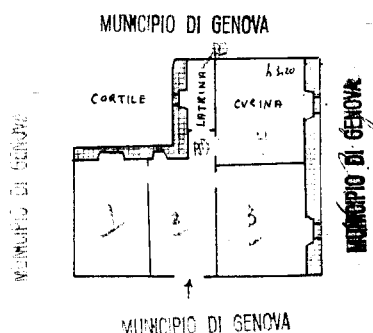 MUNICIPIO DI GENOVA
h 3.20
CORTILE
LATRINA
CUCINA
MUNICIPIO DI GENOVA
MUNICIPIO DI GENOVA
1
2
3
MUNICIPIO DI GENOVA